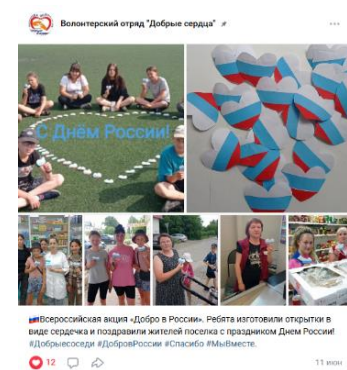 Волонтерский отряд "Добрые сердца"
С Днём России!
Всероссийская акция «Добро в России». Ребята изготовили открытки в
виде сердечка и поздравили жителей поселка с праздником Днем России!
#Добрыесоседи #ДобровРоссии #Спасибо #МыВместе.
12
11 июн